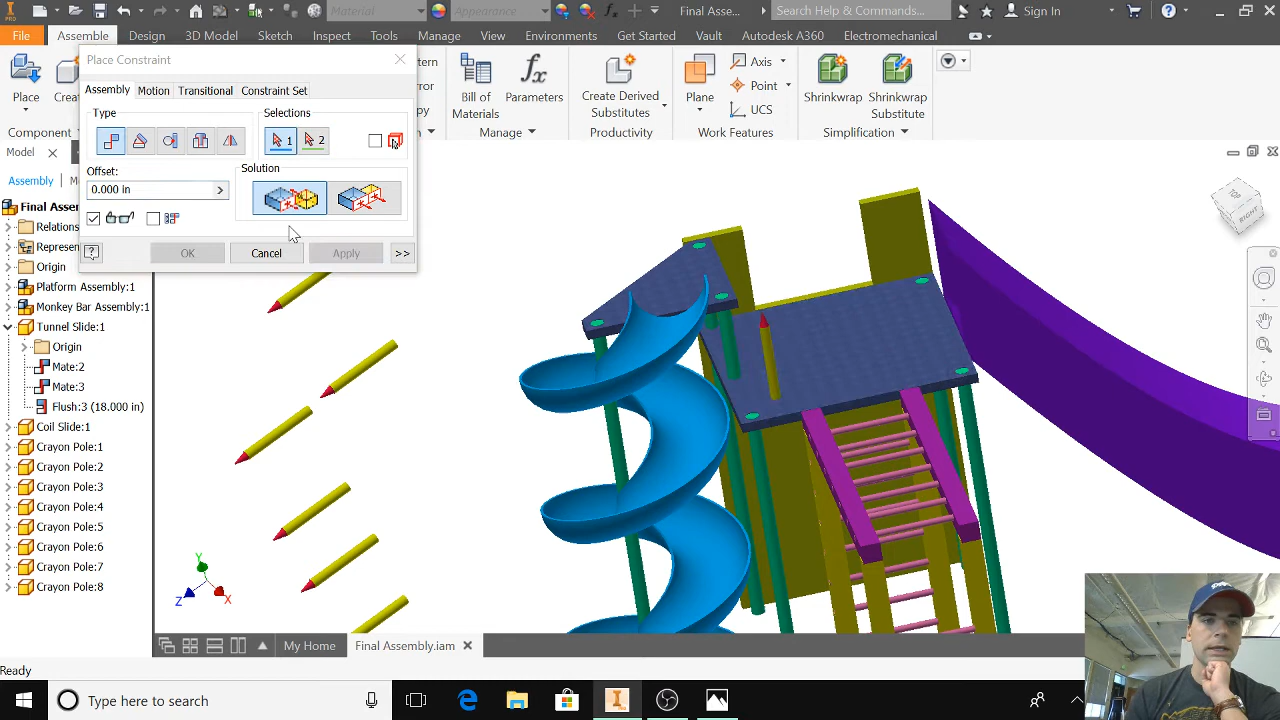 Material
Appearance
Final Asse...
Search Help & Commands...
Sign In
PRO
File
Assemble
Design
3D Model
Sketch
Inspect
Tools
Manage
View
Environments
Get Started
Vault
Autodesk A360
Electromechanical
Place Constraint
Assembly
Motion
Transitional
Constraint Set
Type
Selections
1
2
Offset:
0.000 in
Solution
OK
Cancel
Apply
>>
Place
Component
Bill of
Materials
Parameters
Manage
Create Derived
Substitutes
Productivity
Plane
Axis
Point
UCS
Work Features
Shrinkwrap
Shrinkwrap
Substitute
Simplification
Model
Assembly
Final Asse
Relations
Represen
Origin
Platform Assembly:1
Monkey Bar Assembly:1
Tunnel Slide:1
Origin
Mate:2
Mate:3
Flush:3 (18.000 in)
Coil Slide:1
Crayon Pole:1
Crayon Pole:2
Crayon Pole:3
Crayon Pole:4
Crayon Pole:5
Crayon Pole:6
Crayon Pole:7
Crayon Pole:8
RIGHT
Y
Z
X
My Home
Final Assembly.iam
Ready
Type here to search